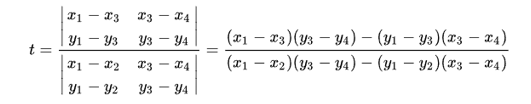 t = \frac{\begin{vmatrix} x_1 - x_3 & x_3 - x_4 \\ y_1 - y_3 & y_3 - y_4 \end{vmatrix}}{\begin{vmatrix} x_1 - x_2 & x_3 - x_4 \\ y_1 - y_2 & y_3 - y_4 \end{vmatrix}} = \frac{(x_1 - x_3)(y_3 - y_4) - (y_1 - y_3)(x_3 - x_4)}{(x_1 - x_2)(y_3 - y_4) - (y_1 - y_2)(x_3 - x_4)}